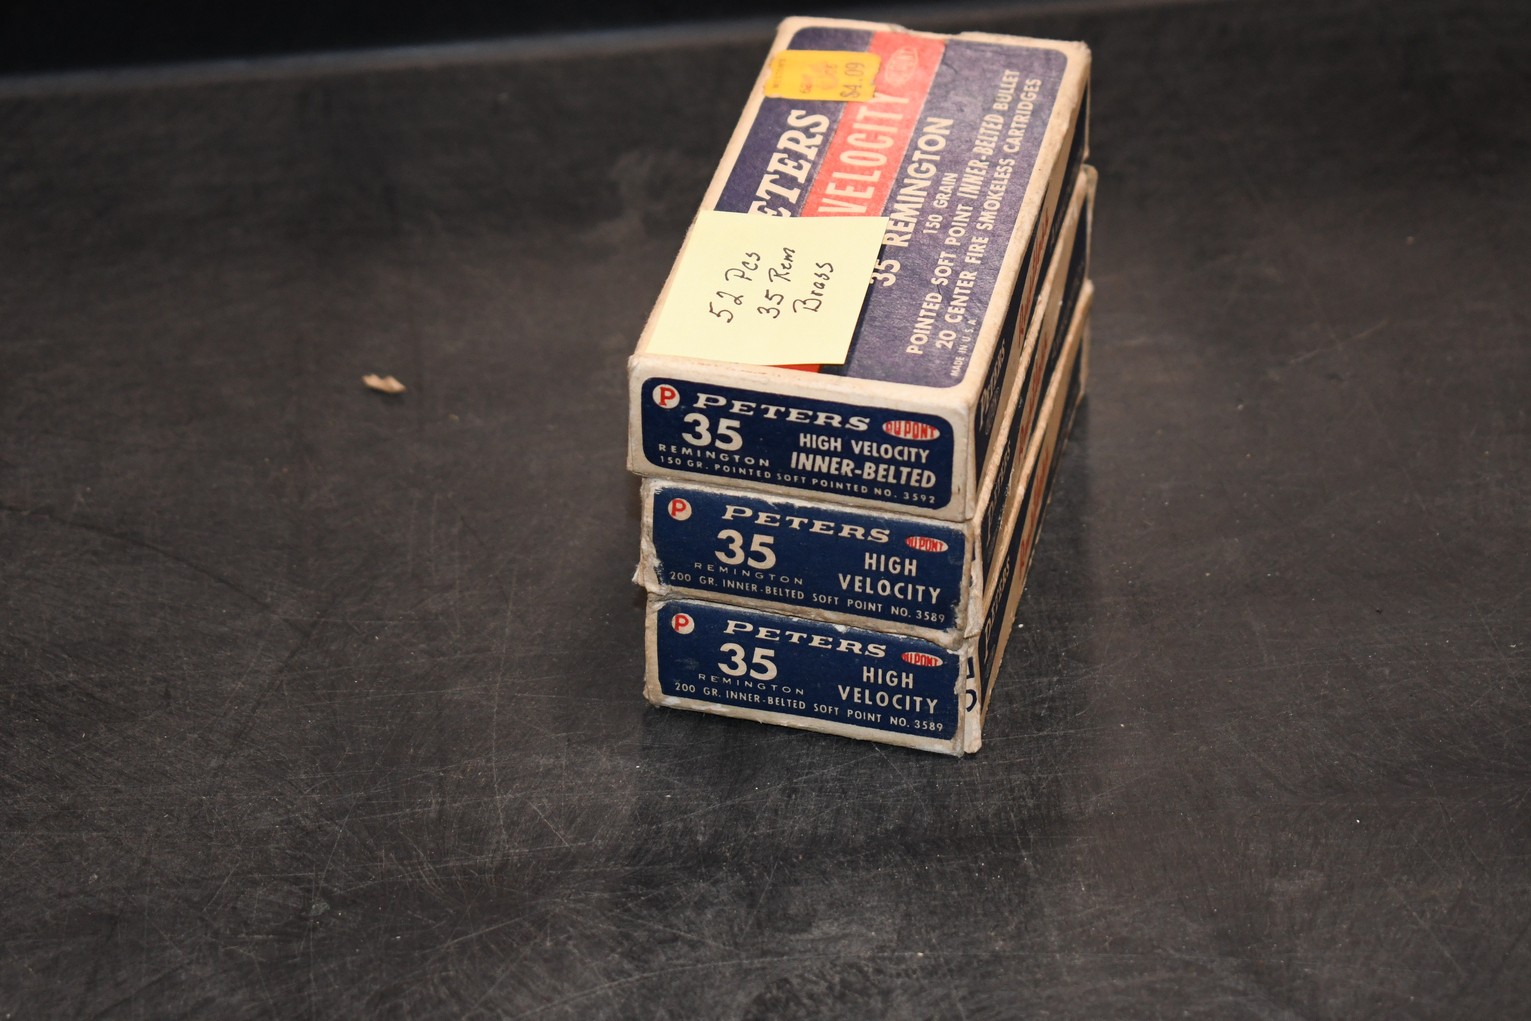 $4.09
PETERS
VELOCITY
35 REMINGTON
150 GRAIN
POINTED SOFT POINT INNER-BELTED BULLET
20 CENTER FIRE SMOKELESS CARTRIDGES
MADE IN U.S.A.
52 Pcs
35 Rem
Brass
P PETERS
DU PONT
35
REMINGTON
HIGH VELOCITY
INNER-BELTED
150 GR. POINTED SOFT POINTED NO. 3592
P PETERS
DU PONT
35
REMINGTON
HIGH
VELOCITY
200 GR. INNER-BELTED SOFT POINT NO. 3589
P PETERS
DU PONT
35
REMINGTON
HIGH
VELOCITY
200 GR. INNER-BELTED SOFT POINT NO. 3589